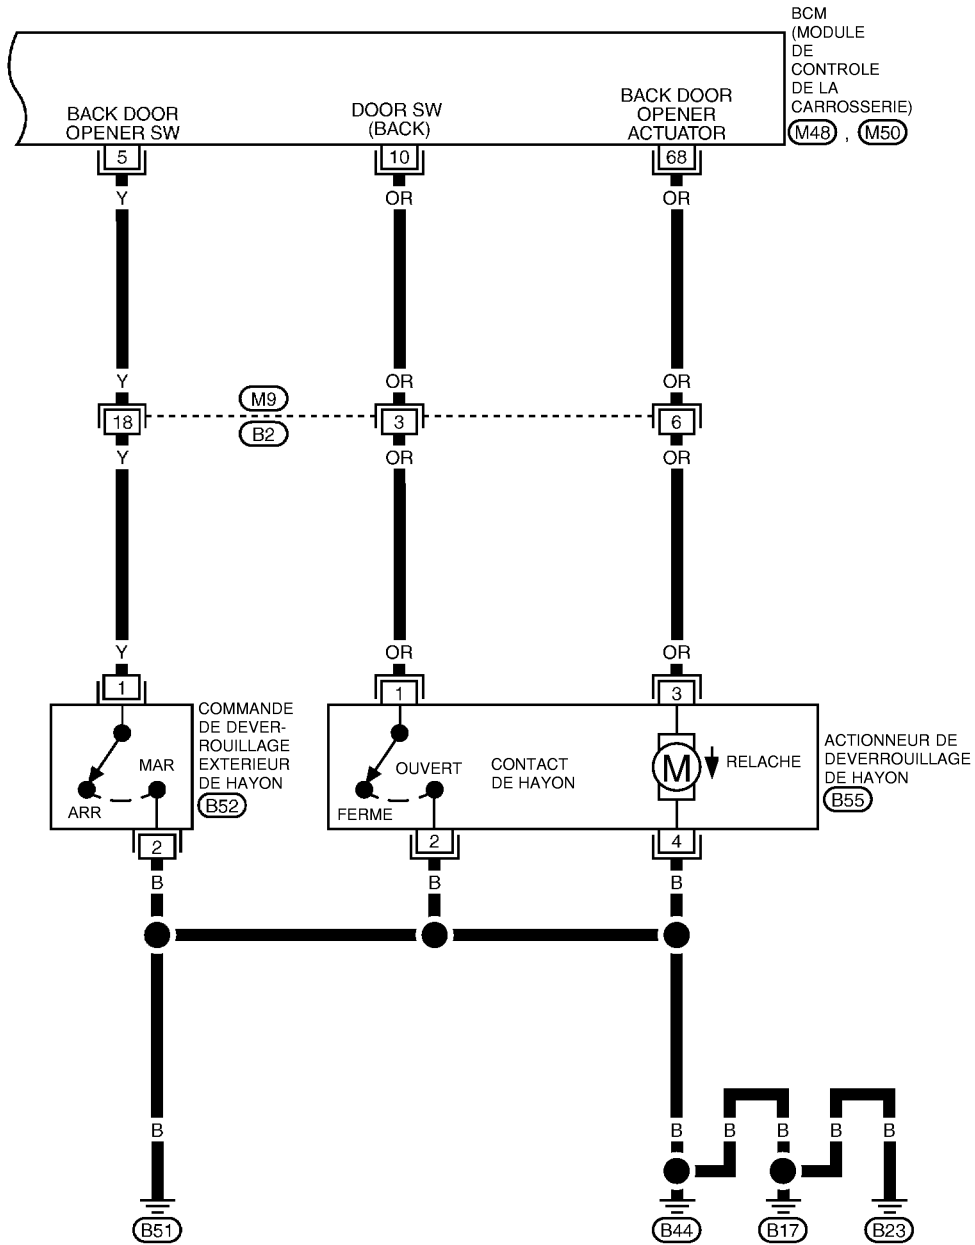 BCM
(MODULE
DE
CONTROLE
DE LA
CARROSSERIE)
M48 , M50
BACK DOOR
OPENER SW
DOOR SW
(BACK)
BACK DOOR
OPENER
ACTUATOR
5
10
68
Y
OR
OR
Y
OR
OR
M9
18
3
6
B2
Y
OR
OR
Y
OR
OR
1
1
3
COMMANDE
DE DEVER-
ROUILLAGE
EXTERIEUR
DE HAYON
B52
MAR
ARR
OUVERT
FERME
CONTACT
DE HAYON
M
RELACHE
ACTIONNEUR DE
DEVERROUILLAGE
DE HAYON
B55
2
2
4
B
B
B
B
B
B
B
B
B
B51
B44
B17
B23